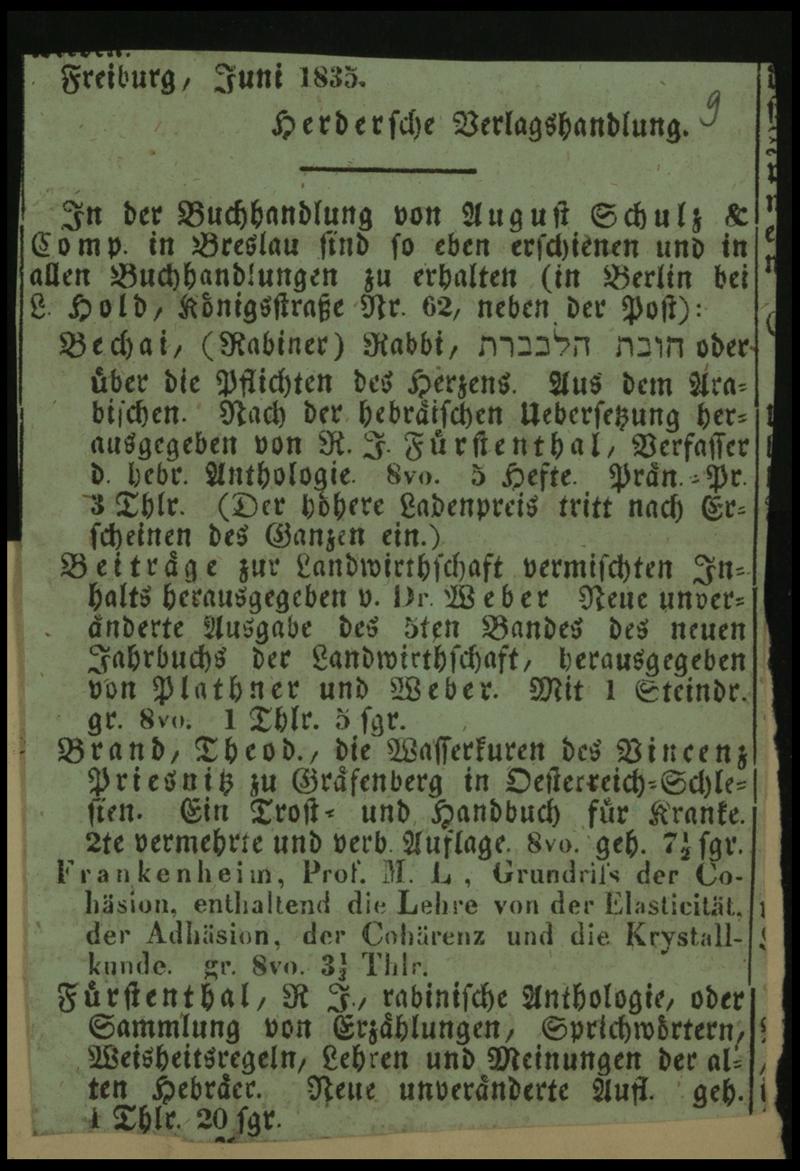 Freiburg, Juni 1835.
Herdersche Verlagshandlung. 9
In der Buchhandlung von August Schulz &
Comp. in Breslau sind so eben erschienen und in
allen Buchhandlungen zu erhalten (in Berlin bei
L. Hold, Königsstraße Nr. 62, neben der Post):
Bechai, (Rabiner) Rabbi, חובת הלבברת oder
über die Pflichten des Herzens. Aus dem Ara-
bischen. Nach der hebräischen Uebersetzung her-
ausgegeben von R. J. Fürstenthal, Verfasser
d. hebr. Anthologie. 8vo. 5 Hefte. Prän.-Pr.
3 Thlr. (Der höhere Ladenpreis tritt nach Er-
scheinen des Ganzen ein.)
Beiträge zur Landwirthschaft vermischten In-
halts herausgegeben v. Dr. Weber Neue unver-
änderte Ausgabe des 5ten Bandes des neuen
Jahrbuchs der Landwirthschaft, herausgegeben
von Plathner und Weber. Mit 1 Steindr.
gr. 8vo. 1 Thlr. 5 sgr.
Brand, Theod., die Wasserkuren des Vincenz
Priesnitz zu Gräfenberg in Oesterreich-Schle-
sien. Ein Trost- und Handbuch für Kranke.
2te vermehrte und verb. Auflage. 8vo. geh. 7½ sgr.
Frankenheim, Prof. M. L., Grundriſs der Co-
häsion, enthaltend die Lehre von der Elasticität,
der Adhäsion, der Cohärenz und die Krystall-
kunde. gr. 8vo. 3½ Thlr.
Fürstenthal, R J., rabinische Anthologie, oder
Sammlung von Erzählungen, Sprichwörtern,
Weisheitsregeln, Lehren und Meinungen der al-
ten Hebräer. Neue unveränderte Aufl. geh.
1 Thlr. 20 sgr.